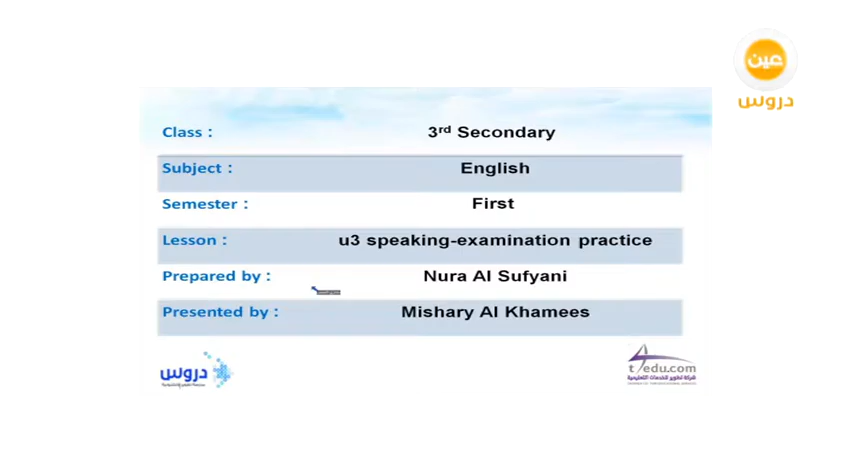 عين
دروس
Class :
3rd Secondary
Subject :
English
Semester :
First
Lesson :
u3 speaking-examination practice
Prepared by :
Nura Al Sufyani
Presented by :
Mishary Al Khamees
دروس
t4edu.com
شركة تطوير للخدمات التعليمية